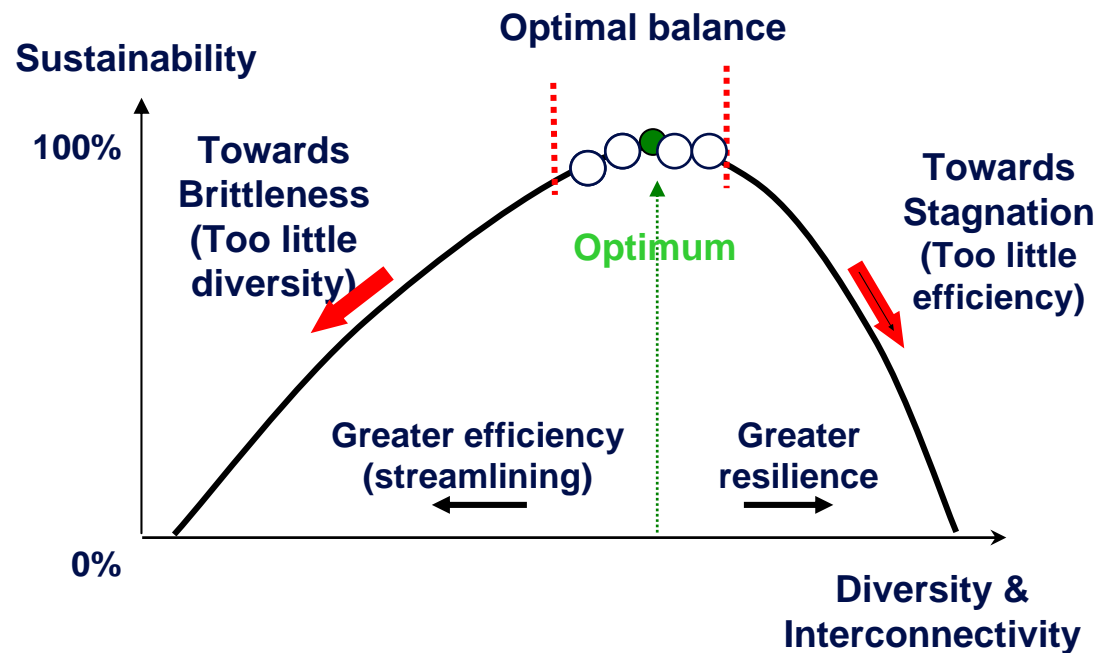 Optimal balance
Sustainability
100%
Towards
Brittleness
(Too little
diversity)
Towards
Stagnation
(Too little
efficiency)
Optimum
Greater efficiency
(streamlining)
Greater
resilience
0%
Diversity &
Interconnectivity